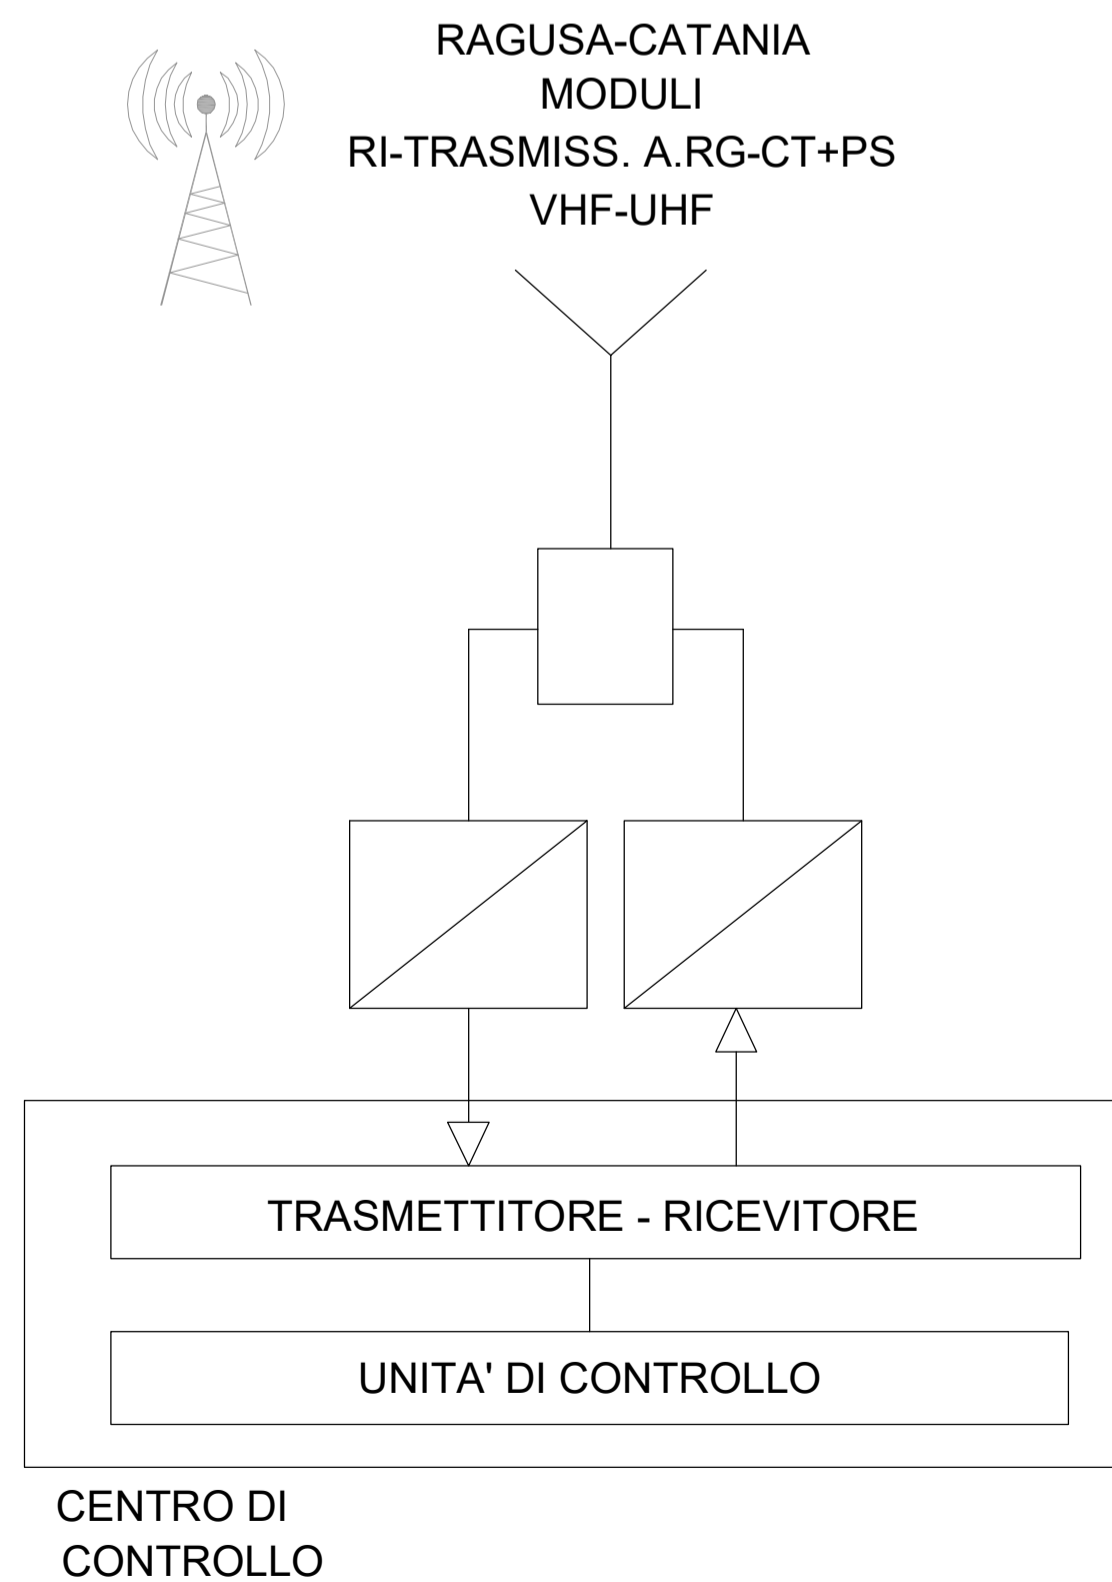 RAGUSA-CATANIA
MODULI
RI-TRASMISS. A.RG-CT+PS
VHF-UHF
TRASMETTITORE - RICEVITORE
UNITA' DI CONTROLLO
CENTRO DI
CONTROLLO